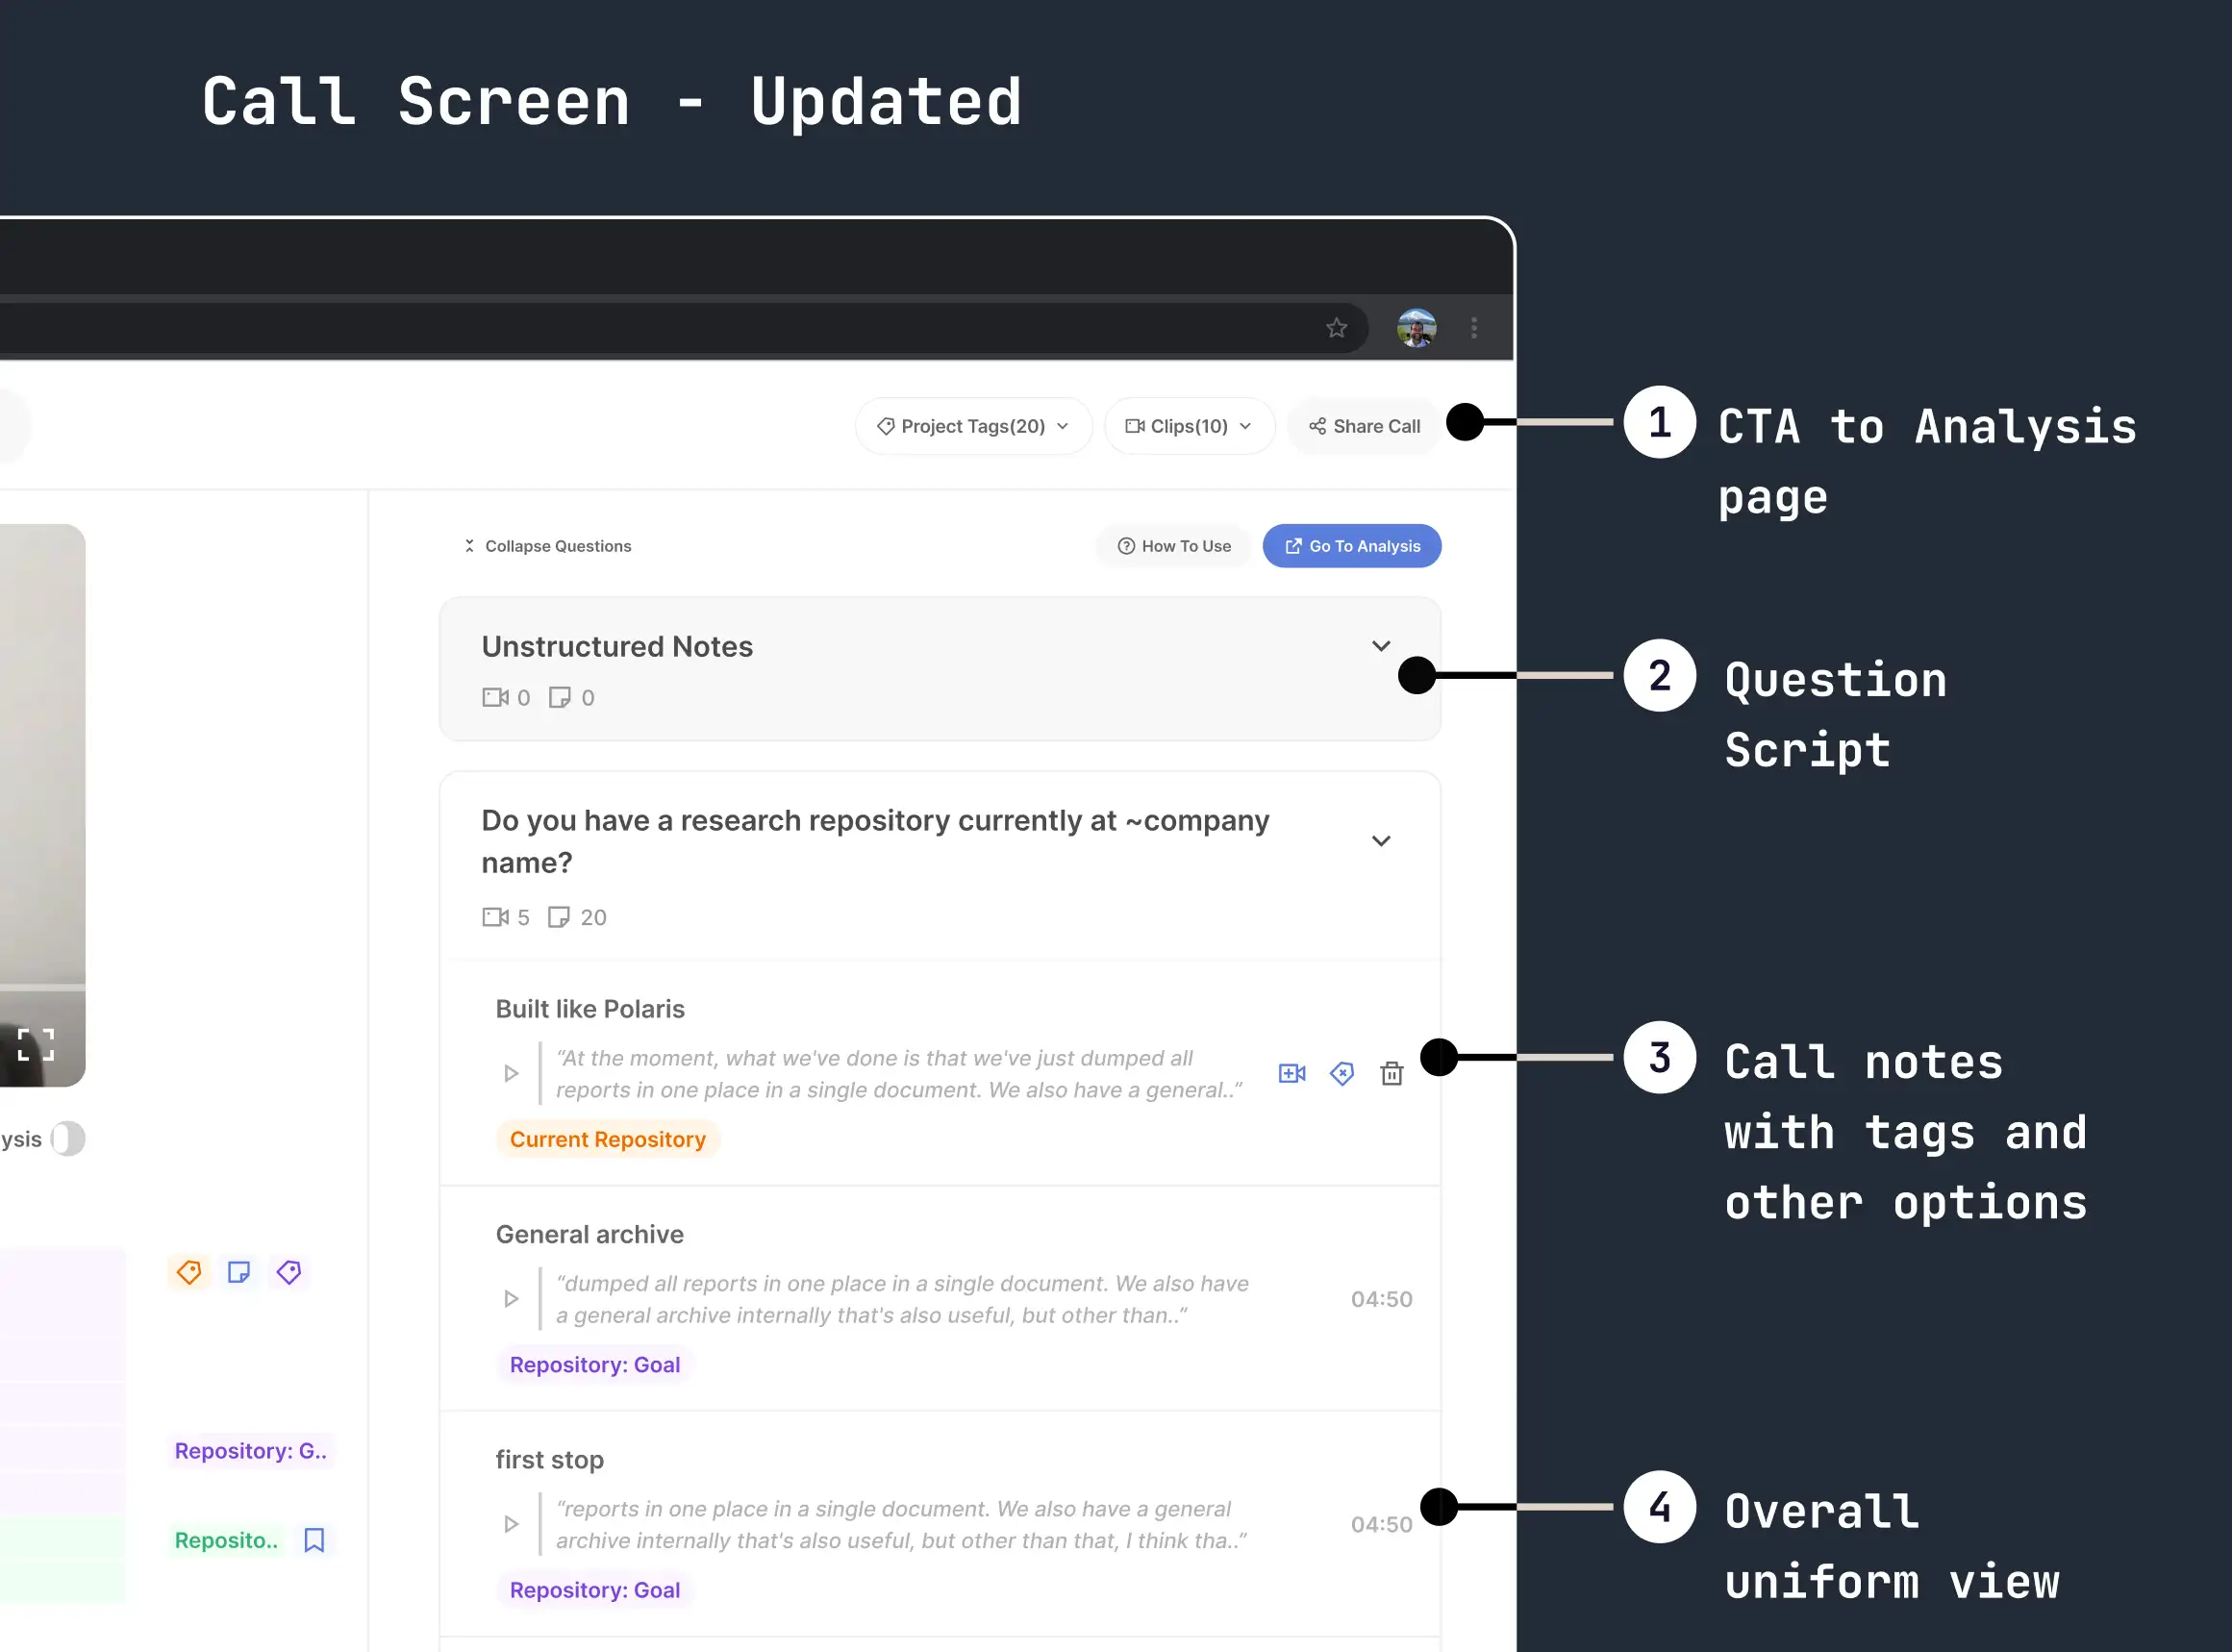 Call Screen - Updated
Project Tags(20)
Clips(10)
Share Call
1
CTA to Analysis
page
Collapse Questions
How To Use
Go To Analysis
Unstructured Notes
0
0
2
Question
Script
Do you have a research repository currently at ~company
name?
5
20
Built like Polaris
“At the moment, what we've done is that we've just dumped all
reports in one place in a single document. We also have a general..”
Current Repository
3
Call notes
with tags and
other options
ysis
General archive
“dumped all reports in one place in a single document. We also have
a general archive internally that's also useful, but other than..”
04:50
Repository: Goal
Repository: G..
Reposito..
first stop
“reports in one place in a single document. We also have a general
archive internally that's also useful, but other than that, I think tha..”
04:50
Repository: Goal
4
Overall
uniform view